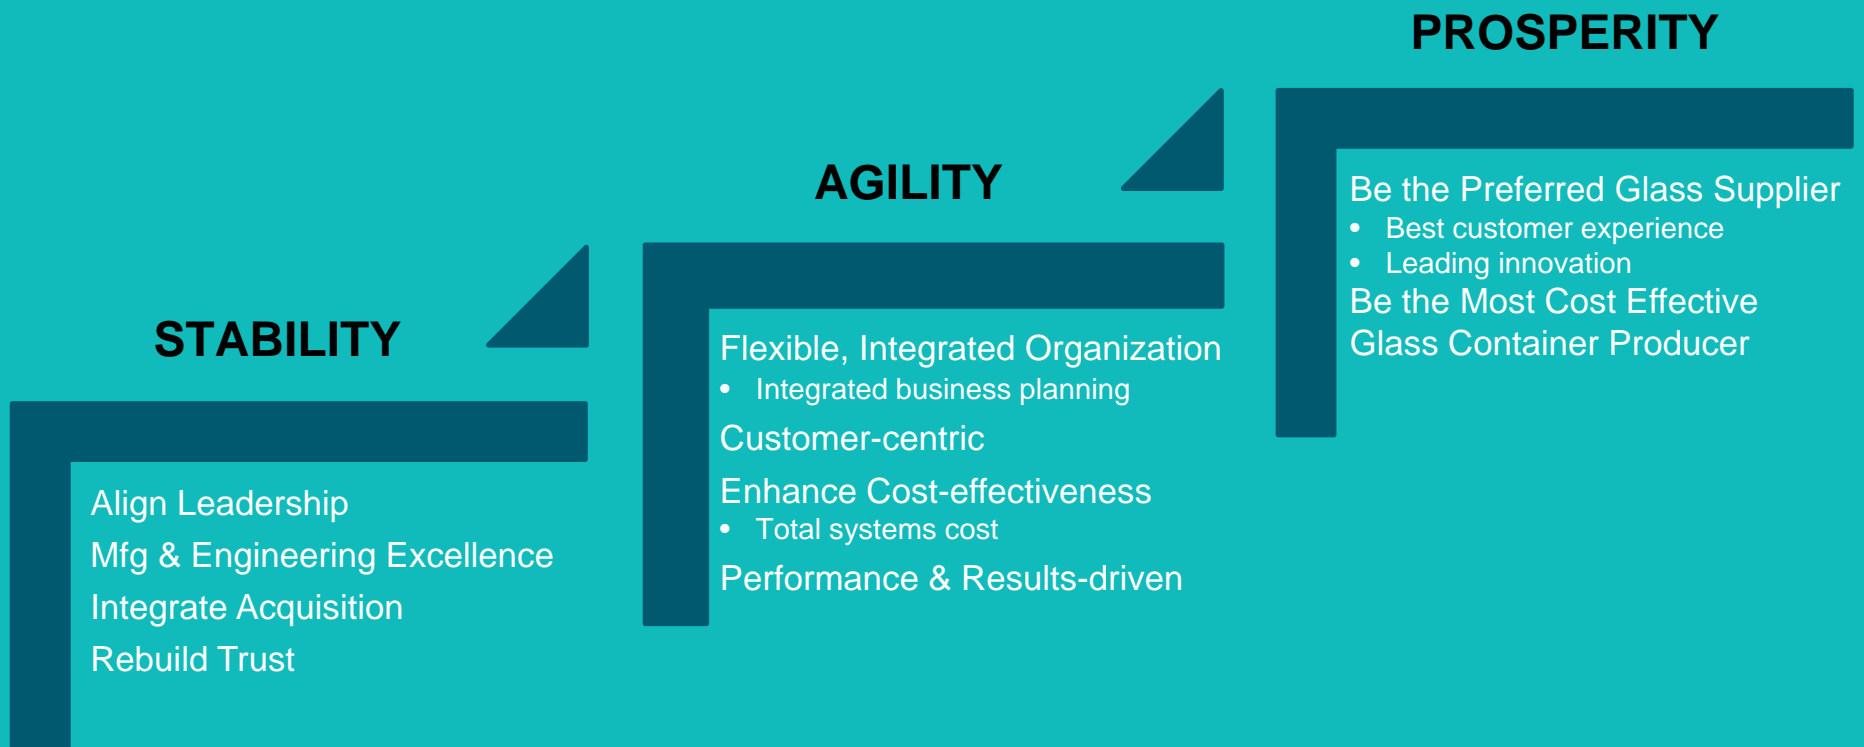 STABILITY
Align Leadership
Mfg & Engineering Excellence
Integrate Acquisition
Rebuild Trust
AGILITY
Flexible, Integrated Organization
• Integrated business planning
Customer-centric
Enhance Cost-effectiveness
• Total systems cost
Performance & Results-driven
PROSPERITY
Be the Preferred Glass Supplier
• Best customer experience
• Leading innovation
Be the Most Cost Effective
Glass Container Producer